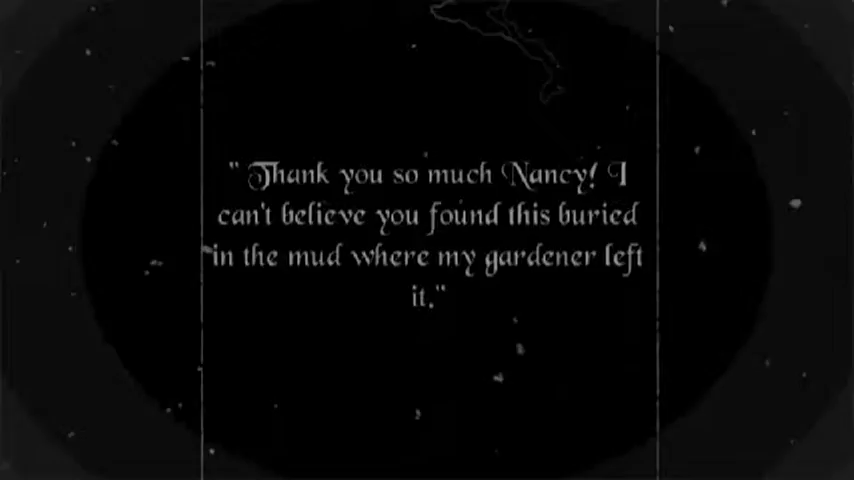 " Thank you so much Nancy! I
can't believe you found this buried
in the mud where my gardener left
it."